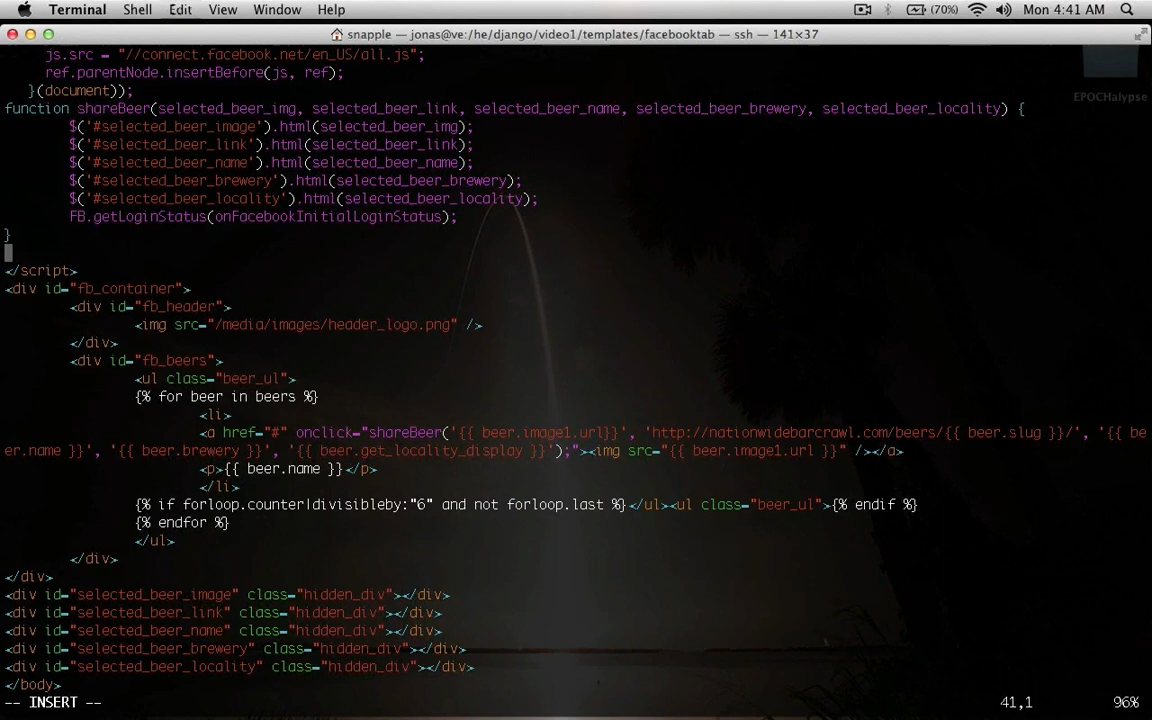 Terminal Shell Edit View Window Help (70%) Mon 4:41 AM
snapple — jonas@ve:/he/django/video1/templates/facebooktab — ssh — 141×37
js.src = "//connect.facebook.net/en_US/all.js";
ref.parentNode.insertBefore(js, ref);
}(document));
EPOCHalypse
function shareBeer(selected_beer_img, selected_beer_link, selected_beer_name, selected_beer_brewery, selected_beer_locality) {
$('#selected_beer_image').html(selected_beer_img);
$('#selected_beer_link').html(selected_beer_link);
$('#selected_beer_name').html(selected_beer_name);
$('#selected_beer_brewery').html(selected_beer_brewery);
$('#selected_beer_locality').html(selected_beer_locality);
FB.getLoginStatus(onFacebookInitialLoginStatus);
}
</script>
<div id="fb_container">
<div id="fb_header">
<img src="/media/images/header_logo.png" />
</div>
<div id="fb_beers">
<ul class="beer_ul">
{% for beer in beers %}
<li>
<a href="#" onclick="shareBeer('{{ beer.image1.url}}', 'http://nationwidebarcrawl.com/beers/{{ beer.slug }}/', '{{ be
er.name }}', '{{ beer.brewery }}', '{{ beer.get_locality_display }}');"><img src="{{ beer.image1.url }}" /></a>
<p>{{ beer.name }}</p>
</li>
{% if forloop.counter|divisibleby:"6" and not forloop.last %}</ul><ul class="beer_ul">{% endif %}
{% endfor %}
</ul>
</div>
</div>
<div id="selected_beer_image" class="hidden_div"></div>
<div id="selected_beer_link" class="hidden_div"></div>
<div id="selected_beer_name" class="hidden_div"></div>
<div id="selected_beer_brewery" class="hidden_div"></div>
<div id="selected_beer_locality" class="hidden_div"></div>
</body>
-- INSERT -- 41,1 96%